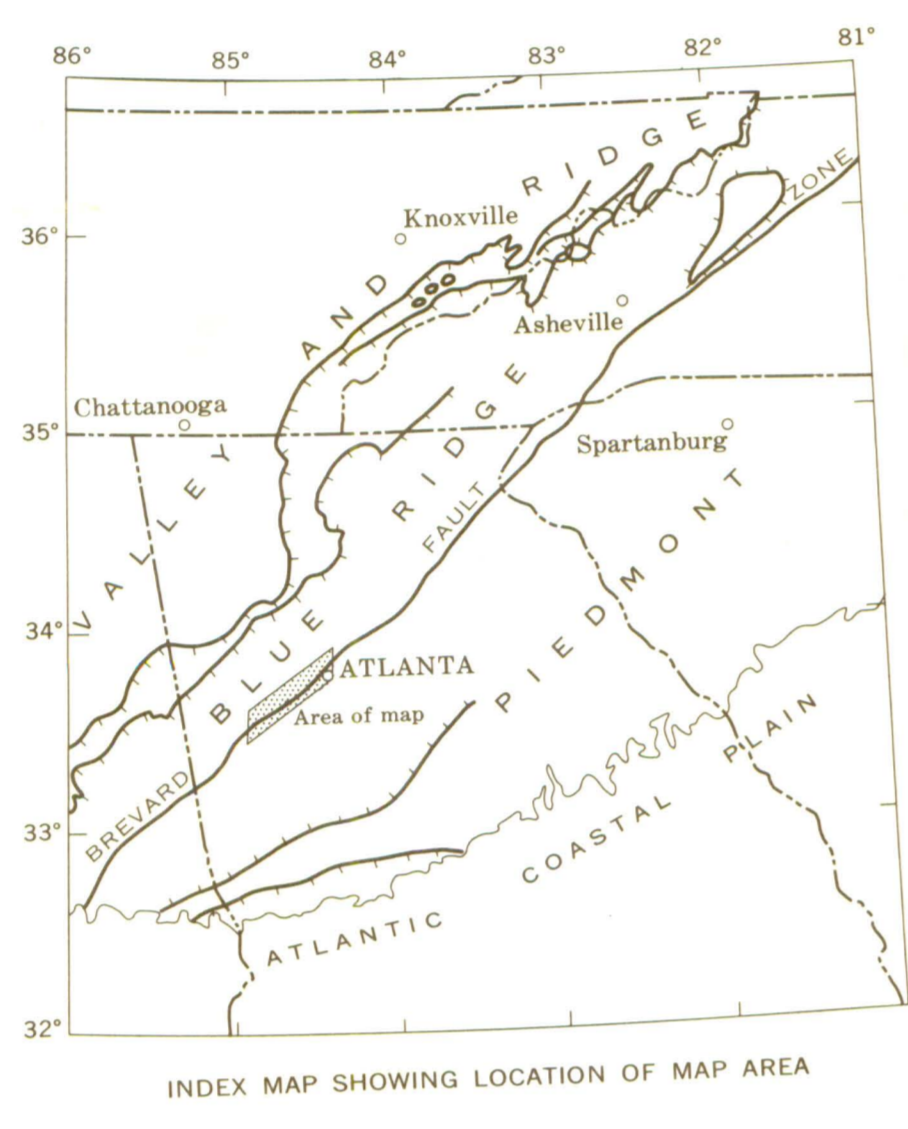 86° 85° 84° 83° 82° 81°
VALLEY AND RIDGE
ZONE
Knoxville
36°
Asheville
Chattanooga
35°
Spartanburg
BLUE RIDGE
FAULT
PIEDMONT
34°
ATLANTA
Area of map
BREVARD
33°
ATLANTIC COASTAL PLAIN
32°
INDEX MAP SHOWING LOCATION OF MAP AREA